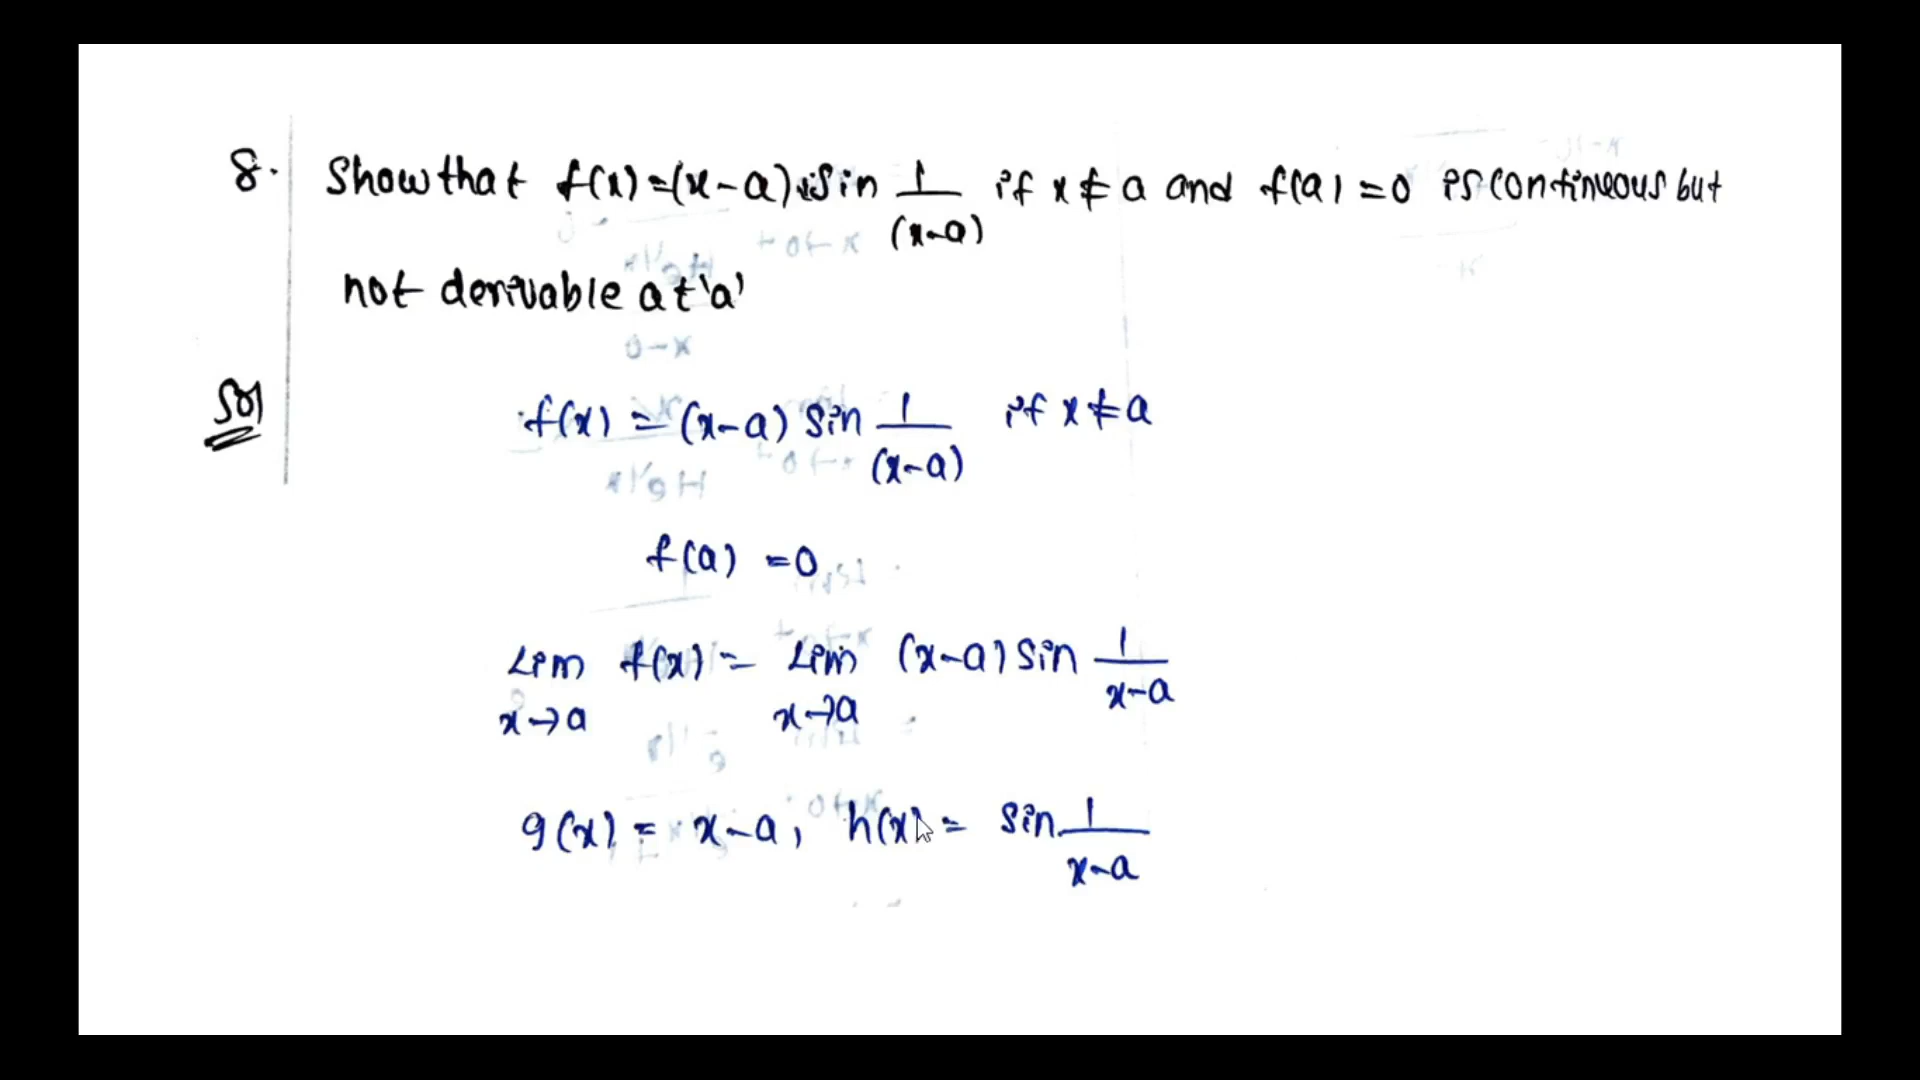 8. Show that f(x) = (x-a) sin 1/(x-a) if x ≠ a and f(a) = 0 is continuous but
not derivable at 'a'
Sol f(x) = (x-a) sin 1/(x-a) if x ≠ a
f(a) = 0
Lim x→a f(x) = Lim x→a (x-a) sin 1/x-a
g(x) = x-a, h(x) = sin 1/x-a